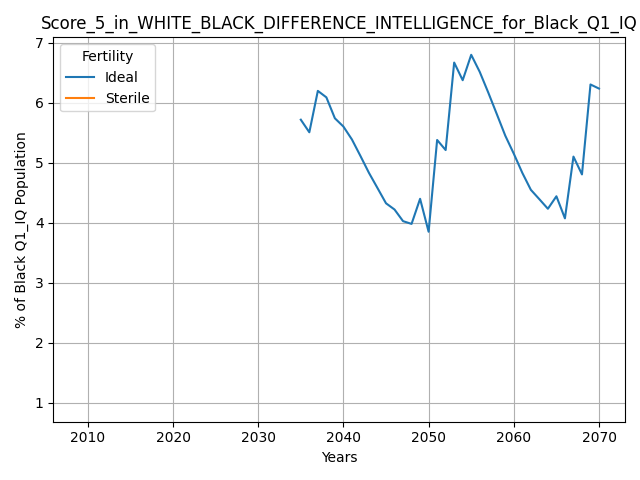 Score_5_in_WHITE_BLACK_DIFFERENCE_INTELLIGENCE_for_Black_Q1_IQ
Fertility
Ideal
Sterile
% of Black Q1_IQ Population
7
6
5
4
3
2
1
2010 2020 2030 2040 2050 2060 2070
Years